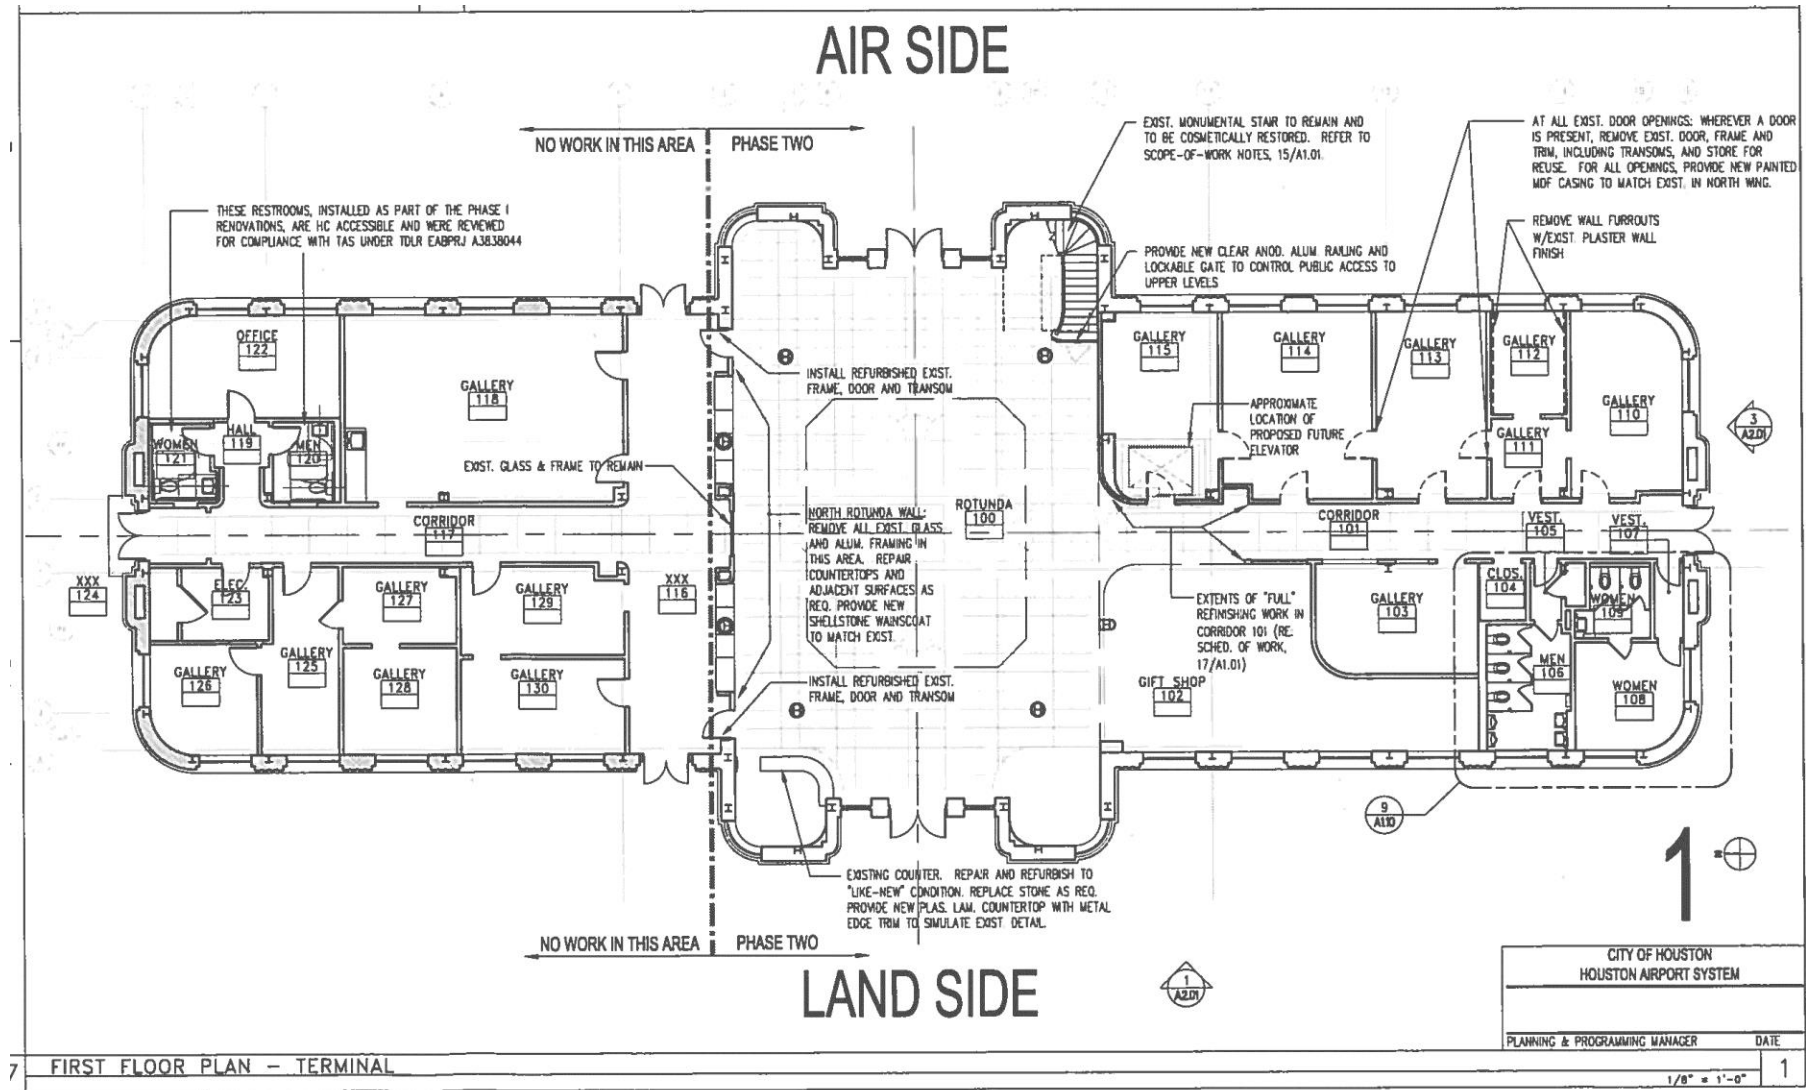 AIR SIDE
NO WORK IN THIS AREA
PHASE TWO
EXIST. MONUMENTAL STAIR TO REMAIN AND
TO BE COSMETICALLY RESTORED. REFER TO
SCOPE-OF-WORK NOTES, 15/A1.01.
AT ALL EXIST. DOOR OPENINGS: WHEREVER A DOOR
IS PRESENT, REMOVE EXIST. DOOR, FRAME AND
TRIM, INCLUDING TRANSOMS, AND STORE FOR
REUSE. FOR ALL OPENINGS, PROVIDE NEW PAINTED
MDF CASING TO MATCH EXIST. IN NORTH WING.
THESE RESTROOMS, INSTALLED AS PART OF THE PHASE I
RENOVATIONS, ARE HC ACCESSIBLE AND WERE REVIEWED
FOR COMPLIANCE WITH TAS UNDER TDLR EABPRJ A3838044
REMOVE WALL FURROUTS
W/EXIST. PLASTER WALL
FINISH
PROVIDE NEW CLEAR ANOD. ALUM RAILING AND
LOCKABLE GATE TO CONTROL PUBLIC ACCESS TO
UPPER LEVELS
OFFICE
122
GALLERY
118
HALL
119
WOMEN
121
MEN
120
INSTALL REFURBISHED EXIST.
FRAME, DOOR AND TRANSOM
EXIST. GLASS & FRAME TO REMAIN
GALLERY
115
GALLERY
114
GALLERY
113
GALLERY
112
GALLERY
110
GALLERY
111
APPROXIMATE
LOCATION OF
PROPOSED FUTURE
ELEVATOR
3
A2.01
NORTH ROTUNDA WALL:
REMOVE ALL EXIST. GLASS
AND ALUM. FRAMING IN
THIS AREA. REPAIR
COUNTERTOPS AND
ADJACENT SURFACES AS
REQ. PROVIDE NEW
SHELLSTONE WAINSCOAT
TO MATCH EXIST.
ROTUNDA
100
CORRIDOR
117
CORRIDOR
101
VEST.
105
VEST.
107
XXX
124
ELEC
123
GALLERY
127
GALLERY
129
XXX
116
GALLERY
126
GALLERY
125
GALLERY
128
GALLERY
130
EXTENTS OF "FULL"
REFINISHING WORK IN
CORRIDOR 101 (RE:
SCHED. OF WORK,
17/A1.01)
GALLERY
103
CLOS.
104
WOMEN
109
MEN
106
WOMEN
108
GIFT SHOP
102
INSTALL REFURBISHED EXIST.
FRAME, DOOR AND TRANSOM
9
A1.10
EXISTING COUNTER. REPAIR AND REFURBISH TO
"LIKE-NEW" CONDITION. REPLACE STONE AS REQ.
PROVIDE NEW PLAS. LAM. COUNTERTOP WITH METAL
EDGE TRIM TO SIMULATE EXIST. DETAIL.
NO WORK IN THIS AREA
PHASE TWO
LAND SIDE
1
A2.01
1
N
CITY OF HOUSTON
HOUSTON AIRPORT SYSTEM
PLANNING & PROGRAMMING MANAGER
DATE
7
FIRST FLOOR PLAN - TERMINAL
1/8" = 1'-0"
1